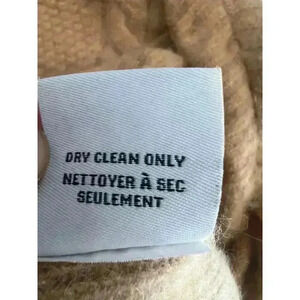 DRY CLEAN ONLY
NETTOYER À SEC
SEULEMENT